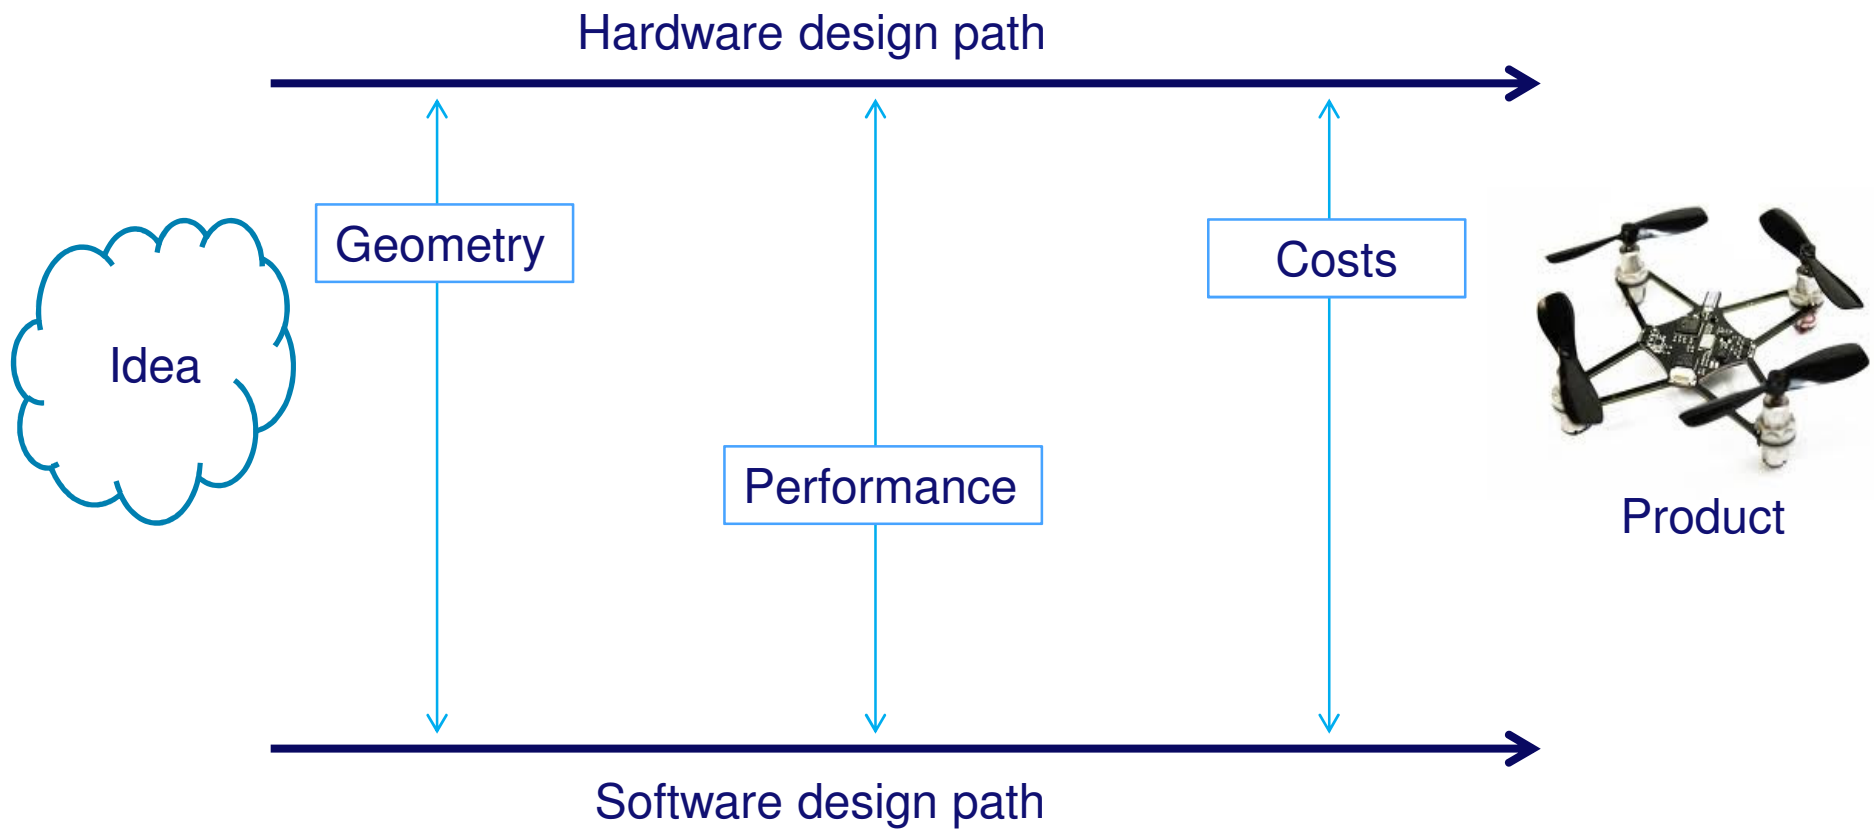 Hardware design path
Geometry
Costs
Idea
Performance
Product
Software design path